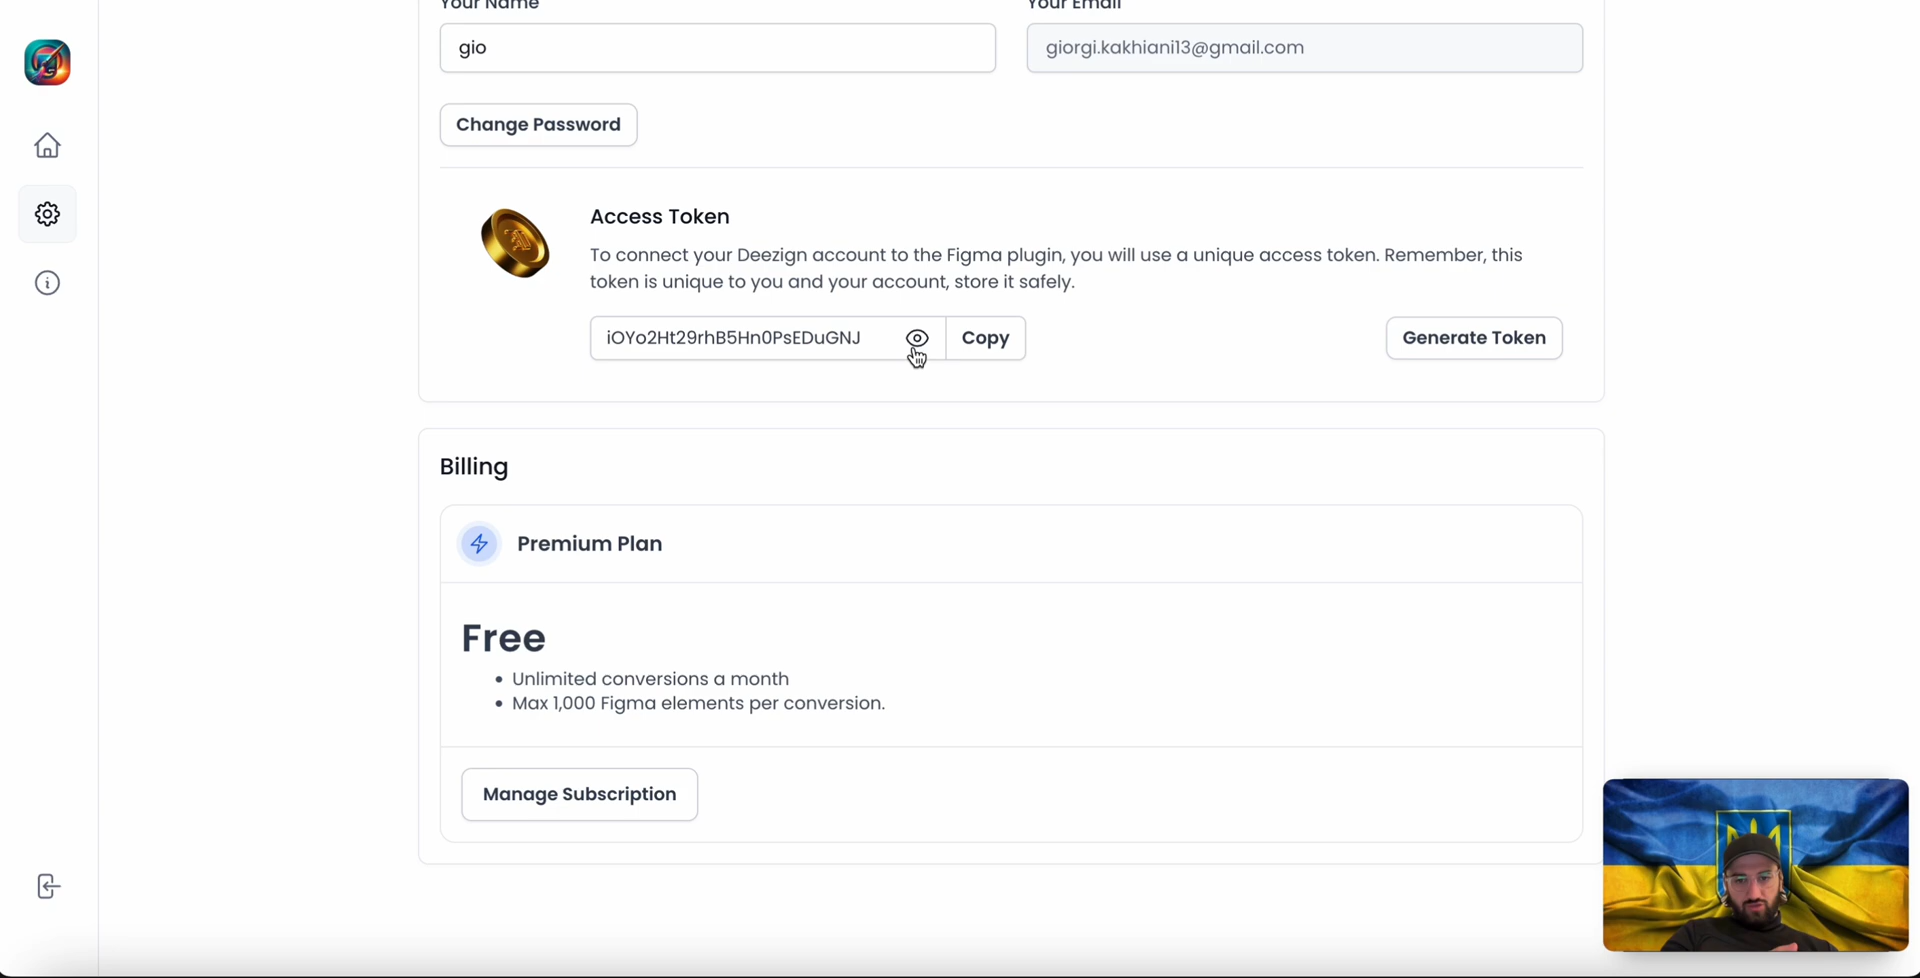 Your Name
Your Email
gio
giorgi.kakhiani13@gmail.com
Change Password
Access Token
To connect your Deezign account to the Figma plugin, you will use a unique access token. Remember, this
token is unique to you and your account, store it safely.
iOYo2Ht29rhB5Hn0PsEDuGNJ
Copy
Generate Token
Billing
Premium Plan
Free
• Unlimited conversions a month
• Max 1,000 Figma elements per conversion.
Manage Subscription